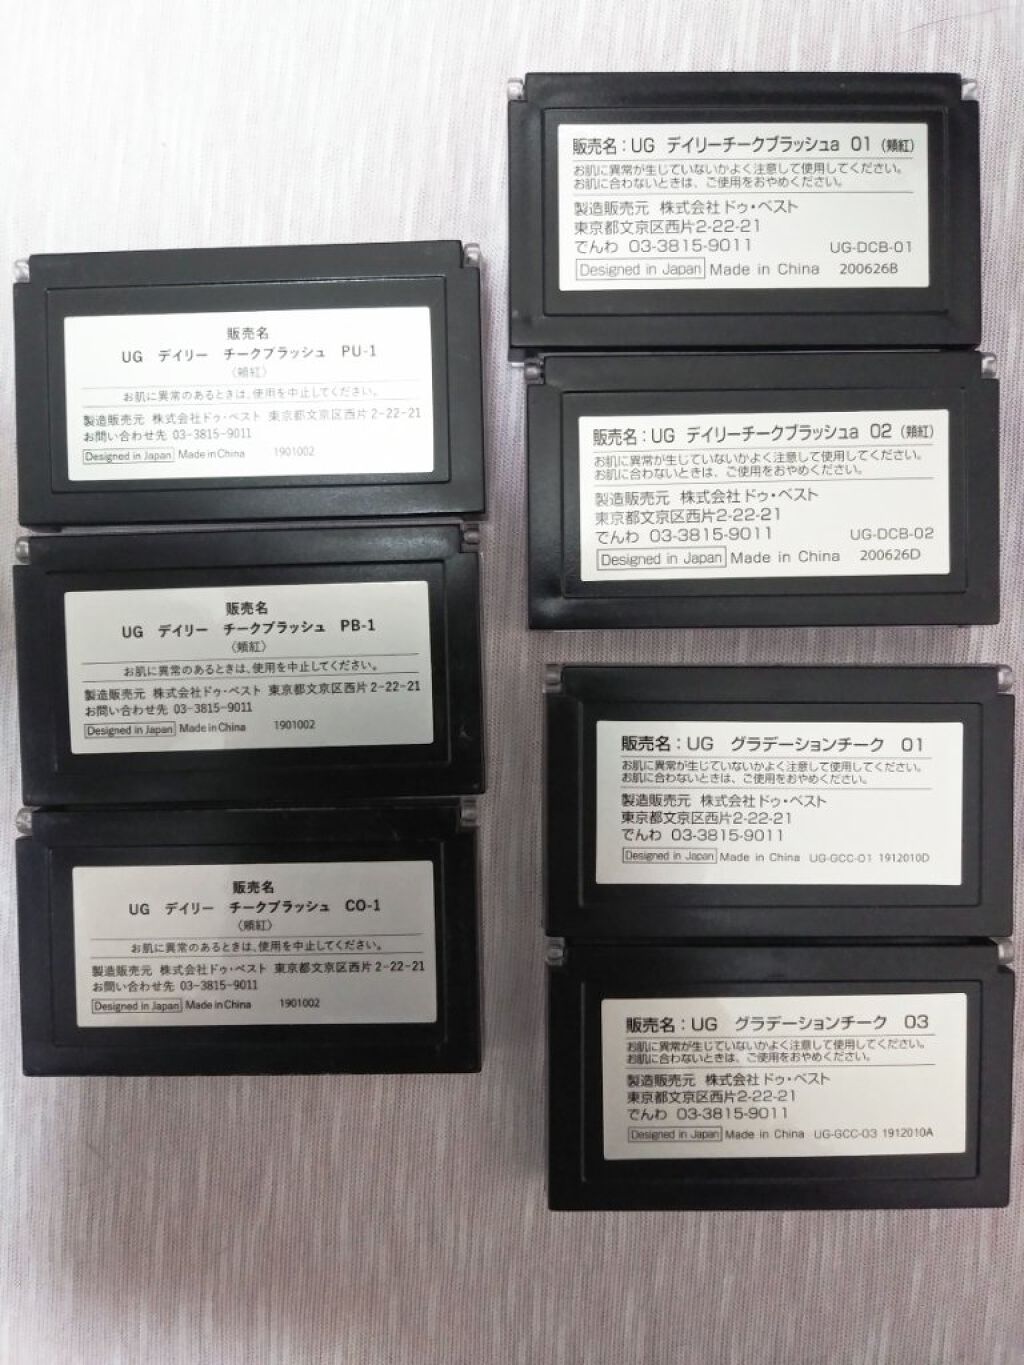 販売名
UG デイリー チークブラッシュ PU-1
〈頬紅〉
お肌に異常のあるときは、使用を中止してください。
製造販売元 株式会社ドゥ・ベスト 東京都文京区西片2-22-21
お問い合わせ先 03-3815-9011
Designed in Japan Made in China 1901002
販売名
UG デイリー チークブラッシュ PB-1
〈頬紅〉
お肌に異常のあるときは、使用を中止してください。
製造販売元 株式会社ドゥ・ベスト 東京都文京区西片2-22-21
お問い合わせ先 03-3815-9011
Designed in Japan Made in China 1901002
販売名
UG デイリー チークブラッシュ CO-1
〈頬紅〉
お肌に異常のあるときは、使用を中止してください。
製造販売元 株式会社ドゥ・ベスト 東京都文京区西片2-22-21
お問い合わせ先 03-3815-9011
Designed in Japan Made in China 1901002
販売名：UG デイリーチークブラッシュa 01（頬紅）
お肌に異常が生じていないかよく注意して使用してください。
お肌に合わないときは、ご使用をおやめください。
製造販売元 株式会社ドゥ・ベスト
東京都文京区西片2-22-21
でんわ 03-3815-9011 UG-DCB-01
Designed in Japan Made in China 200626B
販売名：UG デイリーチークブラッシュa 02（頬紅）
お肌に異常が生じていないかよく注意して使用してください。
お肌に合わないときは、ご使用をおやめください。
製造販売元 株式会社ドゥ・ベスト
東京都文京区西片2-22-21
でんわ 03-3815-9011 UG-DCB-02
Designed in Japan Made in China 200626D
販売名：UG グラデーションチーク 01
お肌に異常が生じていないかよく注意して使用してください。
お肌に合わないときは、ご使用をおやめください。
製造販売元 株式会社ドゥ・ベスト
東京都文京区西片2-22-21
でんわ 03-3815-9011
Designed in Japan Made in China UG-GCC-01 1912010D
販売名：UG グラデーションチーク 03
お肌に異常が生じていないかよく注意して使用してください。
お肌に合わないときは、ご使用をおやめください。
製造販売元 株式会社ドゥ・ベスト
東京都文京区西片2-22-21
でんわ 03-3815-9011
Designed in Japan Made in China UG-GCC-03 1912010A